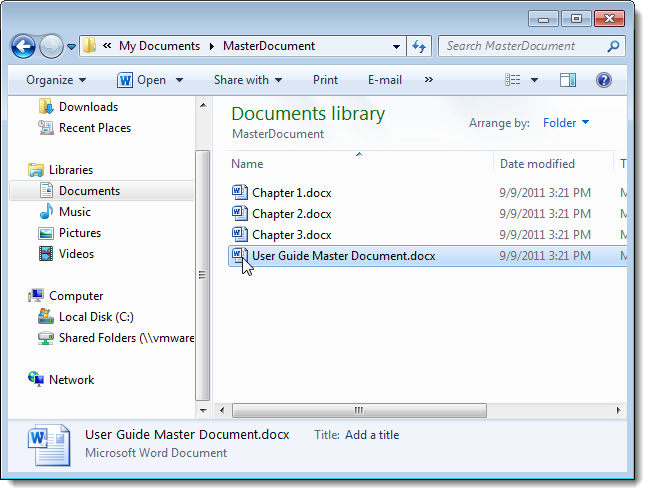 « My Documents MasterDocument
Search MasterDocument
Organize Open Share with Print E-mail »
Downloads
Recent Places
Libraries
Documents
Music
Pictures
Videos
Computer
Local Disk (C:)
Shared Folders (\\vmware
Network
Documents library
MasterDocument
Arrange by: Folder
Name Date modified T
Chapter 1.docx 9/9/2011 3:21 PM M
Chapter 2.docx 9/9/2011 3:21 PM M
Chapter 3.docx 9/9/2011 3:21 PM M
User Guide Master Document.docx 9/9/2011 3:21 PM M
User Guide Master Document.docx Title: Add a title
Microsoft Word Document